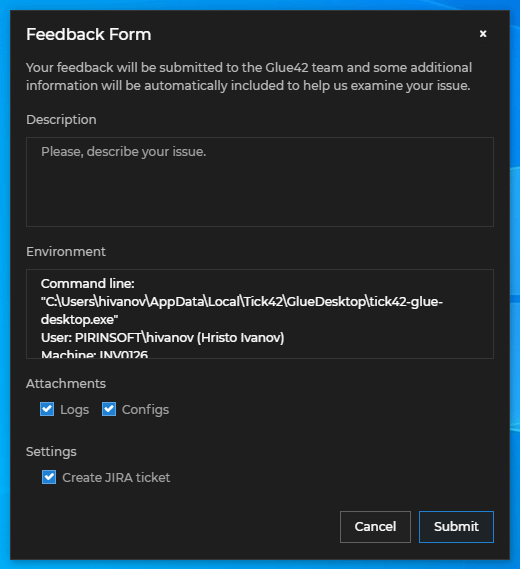 Feedback Form
×
Your feedback will be submitted to the Glue42 team and some additional
information will be automatically included to help us examine your issue.
Description
Please, describe your issue.
Environment
Command line:
"C:\Users\hivanov\AppData\Local\Tick42\GlueDesktop\tick42-glue-
desktop.exe"
User: PIRINSOFT\hivanov (Hristo Ivanov)
Machine: INV0126
Attachments
Logs Configs
Settings
Create JIRA ticket
Cancel Submit